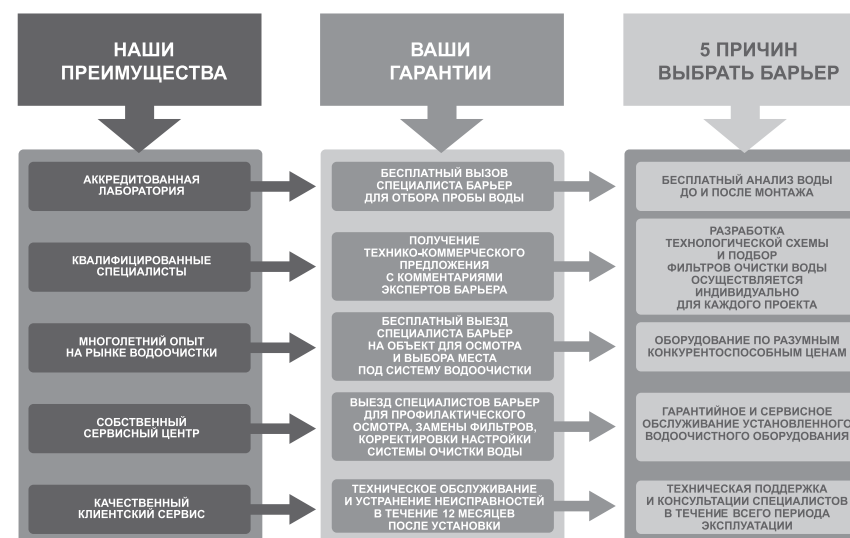 НАШИ
ПРЕИМУЩЕСТВА
ВАШИ
ГАРАНТИИ
5 ПРИЧИН
ВЫБРАТЬ БАРЬЕР
АККРЕДИТОВАННАЯ
ЛАБОРАТОРИЯ
БЕСПЛАТНЫЙ ВЫЗОВ
СПЕЦИАЛИСТА БАРЬЕР
ДЛЯ ОТБОРА ПРОБЫ ВОДЫ
БЕСПЛАТНЫЙ АНАЛИЗ ВОДЫ
ДО И ПОСЛЕ МОНТАЖА
КВАЛИФИЦИРОВАННЫЕ
СПЕЦИАЛИСТЫ
ПОЛУЧЕНИЕ
ТЕХНИКО-КОММЕРЧЕСКОГО
ПРЕДЛОЖЕНИЯ
С КОММЕНТАРИЯМИ
ЭКСПЕРТОВ БАРЬЕРА
РАЗРАБОТКА
ТЕХНОЛОГИЧЕСКОЙ СХЕМЫ
И ПОДБОР
ФИЛЬТРОВ ОЧИСТКИ ВОДЫ
ОСУЩЕСТВЛЯЕТСЯ
ИНДИВИДУАЛЬНО
ДЛЯ КАЖДОГО ПРОЕКТА
МНОГОЛЕТНИЙ ОПЫТ
НА РЫНКЕ ВОДООЧИСТКИ
БЕСПЛАТНЫЙ ВЫЕЗД
СПЕЦИАЛИСТА БАРЬЕР
НА ОБЪЕКТ ДЛЯ ОСМОТРА
И ВЫБОРА МЕСТА
ПОД СИСТЕМУ ВОДООЧИСТКИ
ОБОРУДОВАНИЕ ПО РАЗУМНЫМ
КОНКУРЕНТОСПОСОБНЫМ ЦЕНАМ
СОБСТВЕННЫЙ
СЕРВИСНЫЙ ЦЕНТР
ВЫЕЗД СПЕЦИАЛИСТОВ БАРЬЕР
ДЛЯ ПРОФИЛАКТИЧЕСКОГО
ОСМОТРА, ЗАМЕНЫ ФИЛЬТРОВ,
КОРРЕКТИРОВКИ НАСТРОЙКИ
СИСТЕМЫ ОЧИСТКИ ВОДЫ
ГАРАНТИЙНОЕ И СЕРВИСНОЕ
ОБСЛУЖИВАНИЕ УСТАНОВЛЕННОГО
ВОДООЧИСТНОГО ОБОРУДОВАНИЯ
КАЧЕСТВЕННЫЙ
КЛИЕНТСКИЙ СЕРВИС
ТЕХНИЧЕСКОЕ ОБСЛУЖИВАНИЕ
И УСТРАНЕНИЕ НЕИСПРАВНОСТЕЙ
В ТЕЧЕНИЕ 12 МЕСЯЦЕВ
ПОСЛЕ УСТАНОВКИ
ТЕХНИЧЕСКАЯ ПОДДЕРЖКА
И КОНСУЛЬТАЦИИ СПЕЦИАЛИСТОВ
В ТЕЧЕНИЕ ВСЕГО ПЕРИОДА
ЭКСПЛУАТАЦИИ